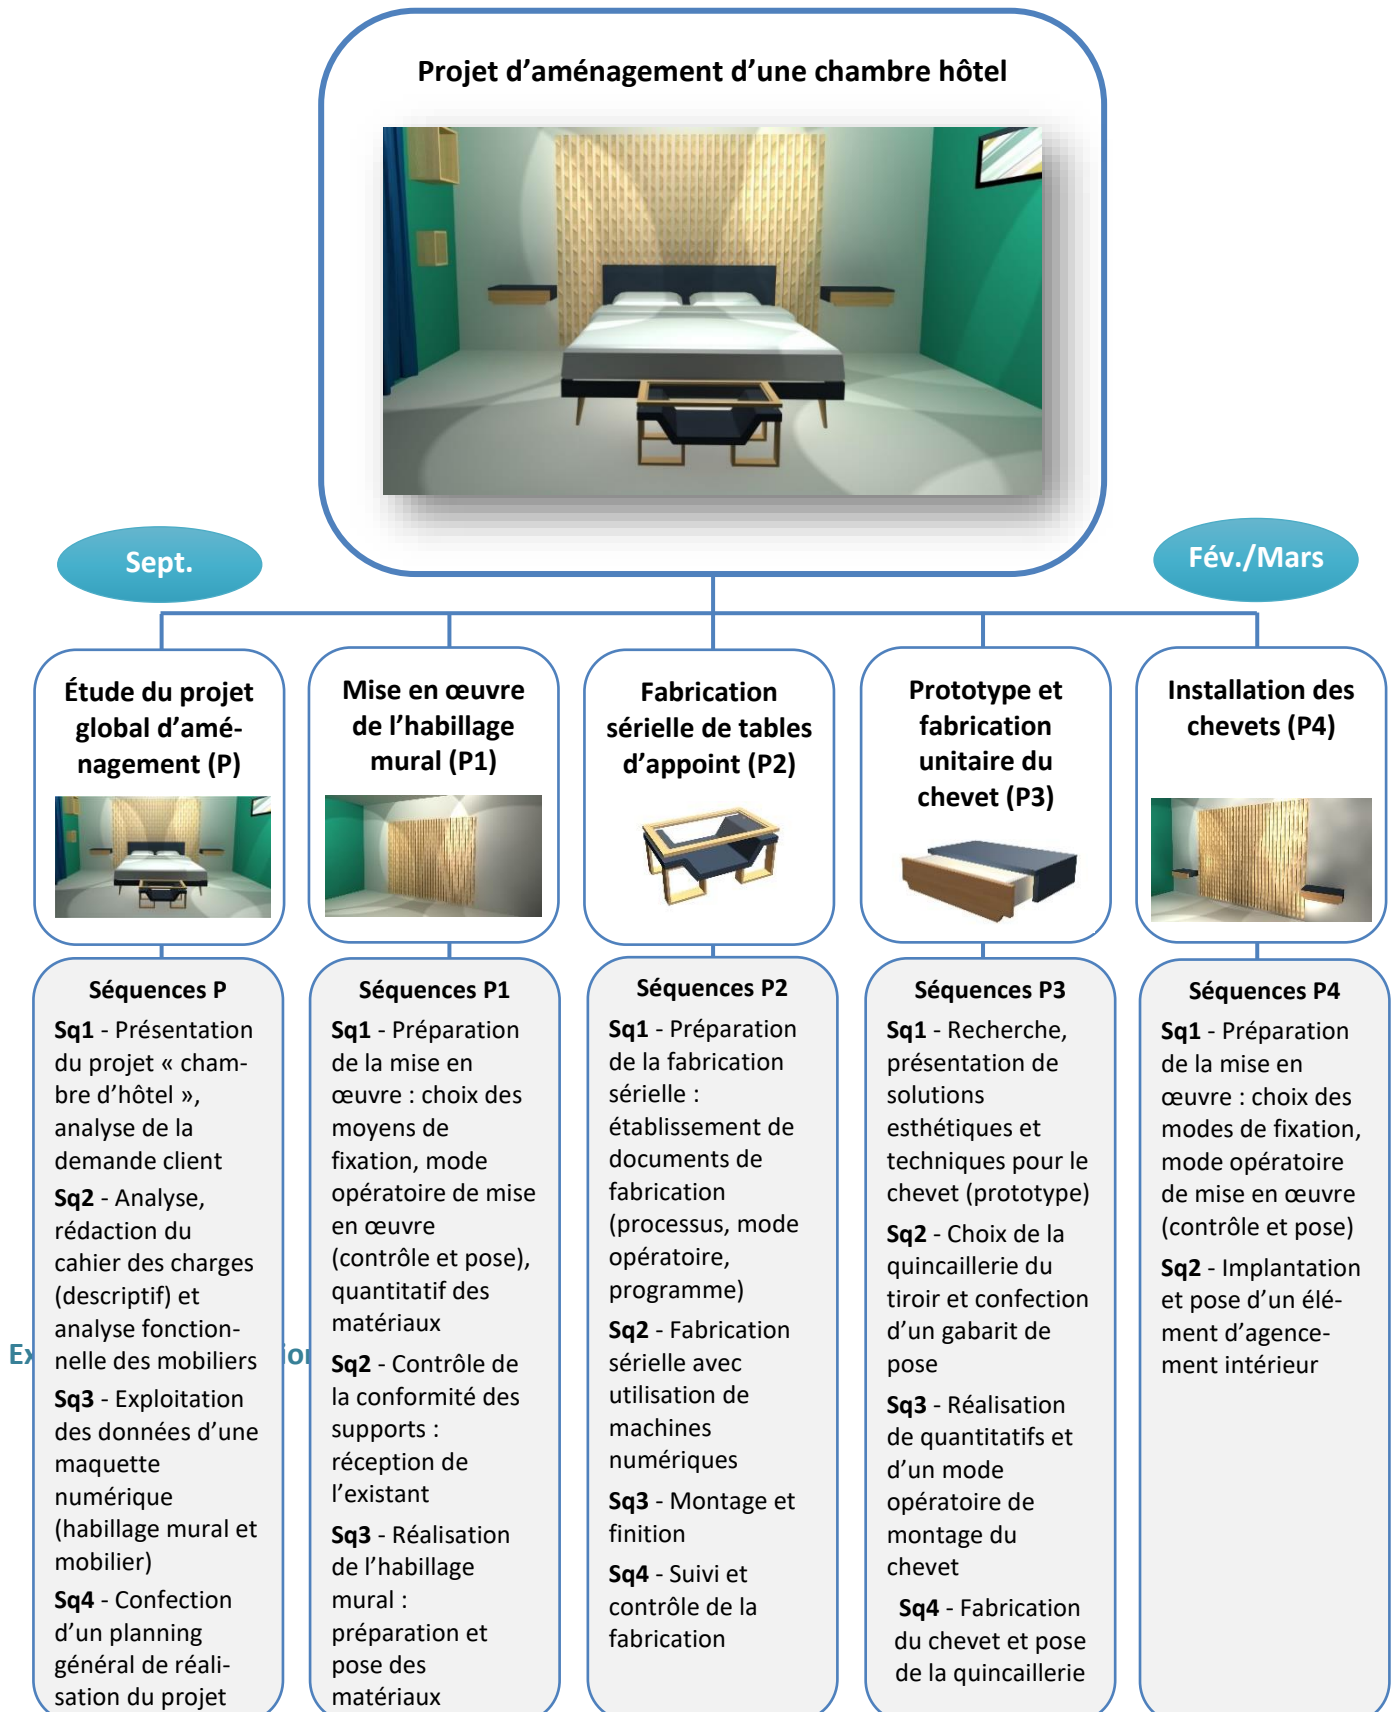 Projet d’aménagement d’une chambre hôtel
Sept.
Fév./Mars
Étude du projet
global d’amé-
nagement (P)
Mise en œuvre
de l’habillage
mural (P1)
Fabrication
sérielle de tables
d’appoint (P2)
Prototype et
fabrication
unitaire du
chevet (P3)
Installation des
chevets (P4)
Séquences P
Sq1 - Présentation
du projet « cham-
bre d’hôtel »,
analyse de la
demande client
Sq2 - Analyse,
rédaction du
cahier des charges
(descriptif) et
analyse fonction-
nelle des mobiliers
Sq3 - Exploitation
des données d’une
maquette
numérique
(habillage mural et
mobilier)
Sq4 - Confection
d’un planning
général de réali-
sation du projet
Séquences P1
Sq1 - Préparation
de la mise en
œuvre : choix des
moyens de
fixation, mode
opératoire de mise
en œuvre
(contrôle et pose),
quantitatif des
matériaux
Sq2 - Contrôle de
la conformité des
supports :
réception de
l’existant
Sq3 - Réalisation
de l’habillage
mural :
préparation et
pose des
matériaux
Séquences P2
Sq1 - Préparation
de la fabrication
sérielle :
établissement de
documents de
fabrication
(processus, mode
opératoire,
programme)
Sq2 - Fabrication
sérielle avec
utilisation de
machines
numériques
Sq3 - Montage et
finition
Sq4 - Suivi et
contrôle de la
fabrication
Séquences P3
Sq1 - Recherche,
présentation de
solutions
esthétiques et
techniques pour le
chevet (prototype)
Sq2 - Choix de la
quincaillerie du
tiroir et confection
d’un gabarit de
pose
Sq3 - Réalisation
de quantitatifs et
d’un mode
opératoire de
montage du
chevet
Sq4 - Fabrication
du chevet et pose
de la quincaillerie
Séquences P4
Sq1 - Préparation
de la mise en
œuvre : choix des
modes de fixation,
mode opératoire
de mise en œuvre
(contrôle et pose)
Sq2 - Implantation
et pose d’un élé-
ment d’agence-
ment intérieur